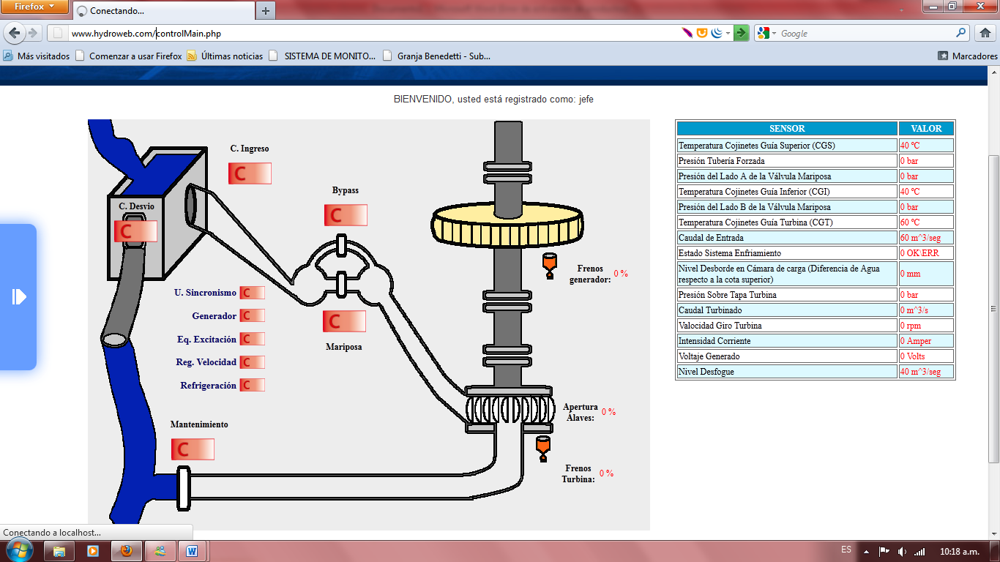 Firefox
Conectando...
www.hydroweb.com/controlMain.php
Google
Más visitados
Comenzar a usar Firefox
Últimas noticias
SISTEMA DE MONITO...
Granja Benedetti - Sub...
Marcadores
BIENVENIDO, usted está registrado como: jefe
C. Ingreso
C
Bypass
C
C. Desvio
C
U. Sincronismo C
Generador C
Eq. Excitación C
Reg. Velocidad C
Refrigeración C
C
Mariposa
Mantenimiento
C
Frenos
generador: 0 %
Apertura
Alaves: 0 %
Frenos
Turbina: 0 %
SENSOR VALOR
Temperatura Cojinetes Guía Superior (CGS) 40 ºC
Presión Tubería Forzada 0 bar
Presión del Lado A de la Válvula Mariposa 0 bar
Temperatura Cojinetes Guía Inferior (CGI) 40 ºC
Presión del Lado B de la Válvula Mariposa 0 bar
Temperatura Cojinetes Guía Turbina (CGT) 60 ºC
Caudal de Entrada 60 m^3/seg
Estado Sistema Enfriamiento 0 OK\ERR
Nivel Desborde en Cámara de carga (Diferencia de Agua
respecto a la cota superior) 0 mm
Presión Sobre Tapa Turbina 0 bar
Caudal Turbinado 0 m^3/s
Valocidad Giro Turbina 0 rpm
Intensidad Corriente 0 Amper
Voltaje Generado 0 Volts
Nivel Desfogue 40 m^3/seg
Conectando a localhost...
ES
10:18 a.m.